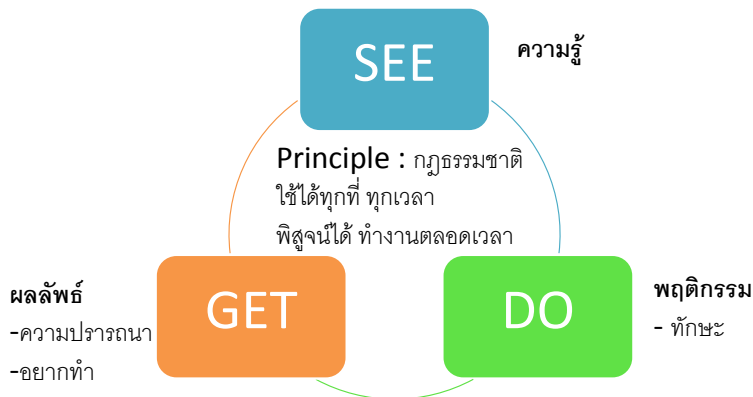 SEE
ความรู้
Principle : กฎธรรมชาติ
ใช้ได้ทุกที่ ทุกเวลา
พิสูจน์ได้ ทำงานตลอดเวลา
ผลลัพธ์
-ความปรารถนา
-อยากทำ
GET
DO
พฤติกรรม
- ทักษะ